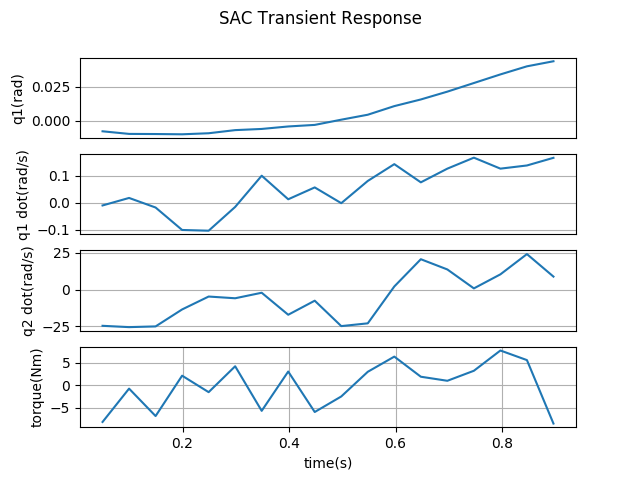 SAC Transient Response
q1(rad)
0.025
0.000
q1 dot(rad/s)
0.1
0.0
−0.1
q2 dot(rad/s)
25
0
−25
torque(Nm)
5
0
−5
0.2 0.4 0.6 0.8
time(s)